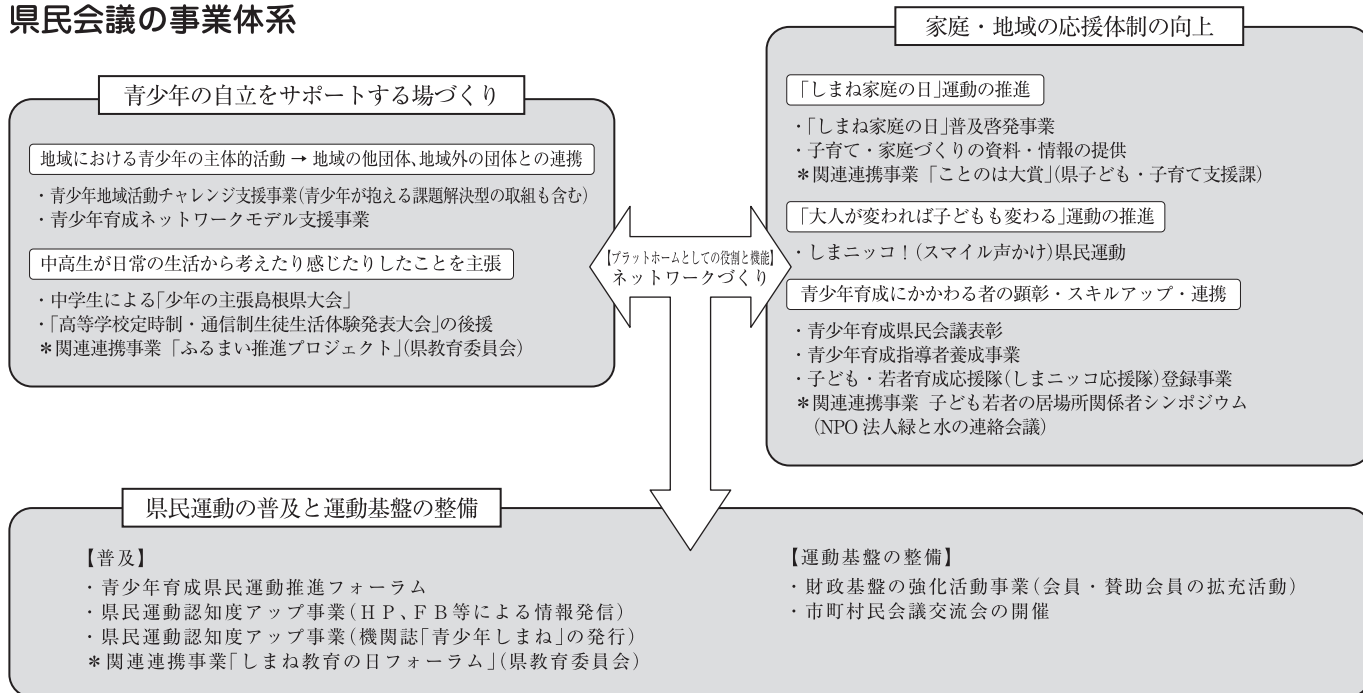 県民会議の事業体系
青少年の自立をサポートする場づくり
地域における青少年の主体的活動 → 地域の他団体、地域外の団体との連携
・青少年地域活動チャレンジ支援事業(青少年が抱える課題解決型の取組も含む)
・青少年育成ネットワークモデル支援事業
中高生が日常の生活から考えたり感じたりしたことを主張
・中学生による「少年の主張島根県大会」
・「高等学校定時制・通信制生徒生活体験発表大会」の後援
＊関連連携事業「ふるまい推進プロジェクト」(県教育委員会)
【プラットホームとしての役割と機能】
ネットワークづくり
家庭・地域の応援体制の向上
「しまね家庭の日」運動の推進
・「しまね家庭の日」普及啓発事業
・子育て・家庭づくりの資料・情報の提供
＊関連連携事業「ことのは大賞」(県子ども・子育て支援課)
「大人が変われば子どもも変わる」運動の推進
・しまニッコ！(スマイル声かけ)県民運動
青少年育成にかかわる者の顕彰・スキルアップ・連携
・青少年育成県民会議表彰
・青少年育成指導者養成事業
・子ども・若者育成応援隊(しまニッコ応援隊)登録事業
＊関連連携事業 子ども若者の居場所関係者シンポジウム
(NPO 法人緑と水の連絡会議)
県民運動の普及と運動基盤の整備
【普及】
・青少年育成県民運動推進フォーラム
・県民運動認知度アップ事業(ＨＰ、ＦＢ等による情報発信)
・県民運動認知度アップ事業(機関誌「青少年しまね」の発行)
＊関連連携事業「しまね教育の日フォーラム」(県教育委員会)
【運動基盤の整備】
・財政基盤の強化活動事業(会員・賛助会員の拡充活動)
・市町村民会議交流会の開催